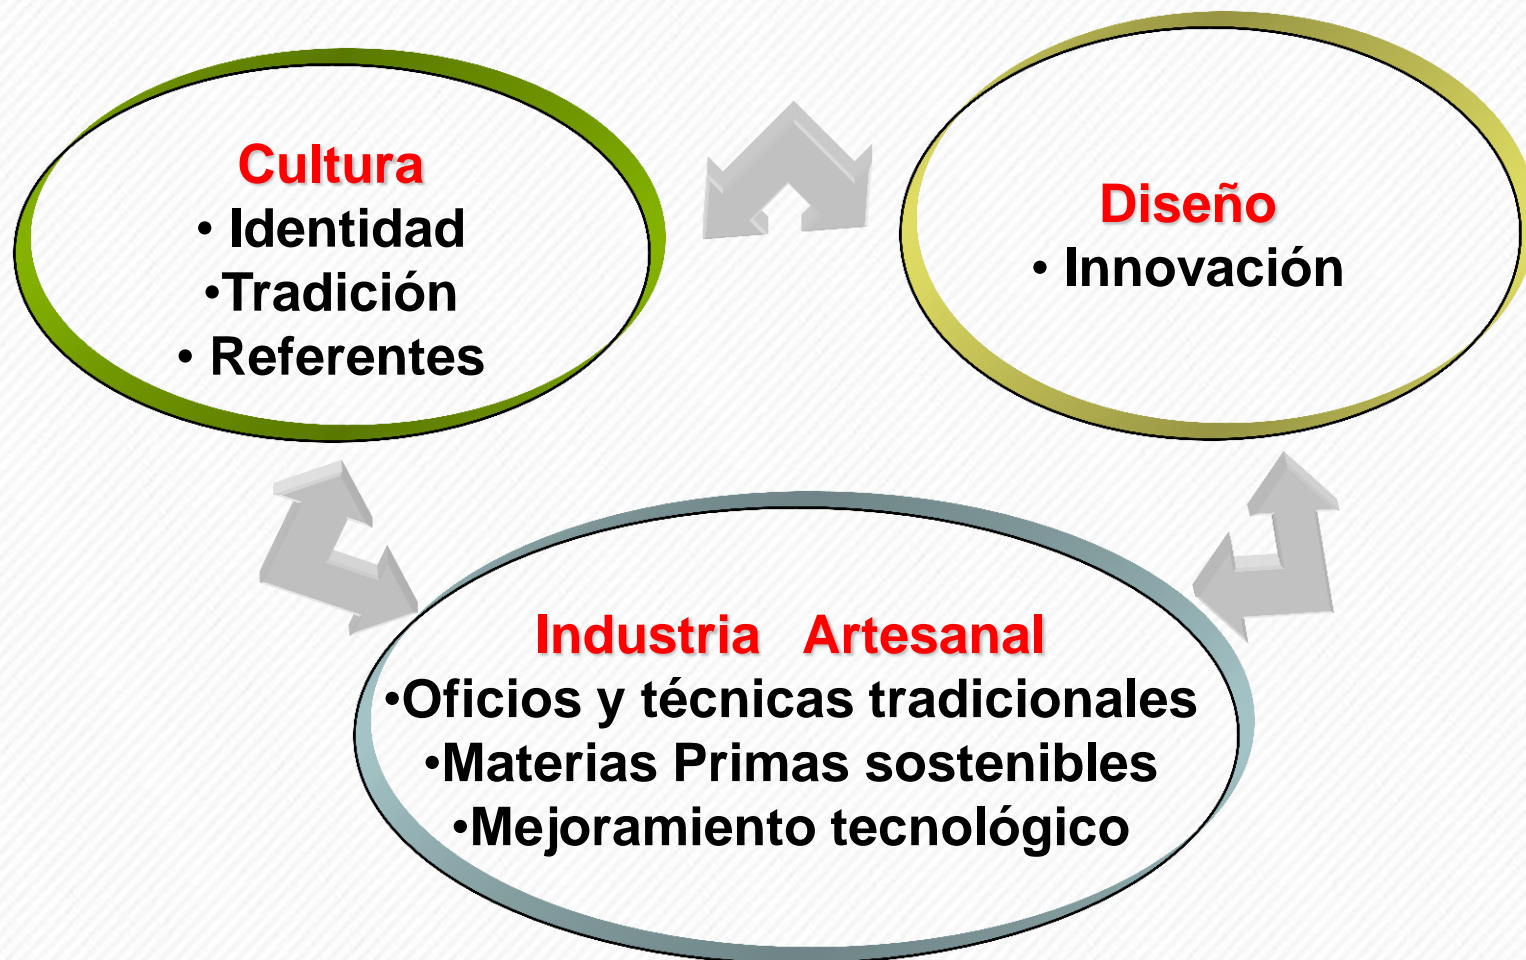 Cultura
• Identidad
•Tradición
• Referentes
Diseño
• Innovación
Industria Artesanal
•Oficios y técnicas tradicionales
•Materias Primas sostenibles
•Mejoramiento tecnológico